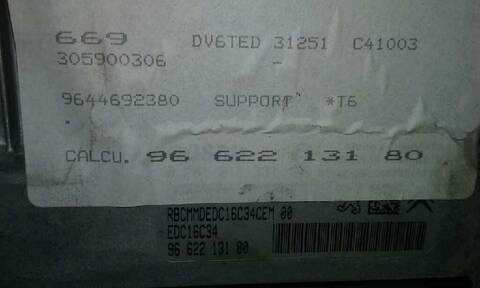 669 DV6TED 31251 C41003
305900306 -
9644692380 SUPPORT *T6
-
CALCU. 96 622 131 80
RBCMMDEDC16C34CEM 00
EDC16C34
96 622 131 80